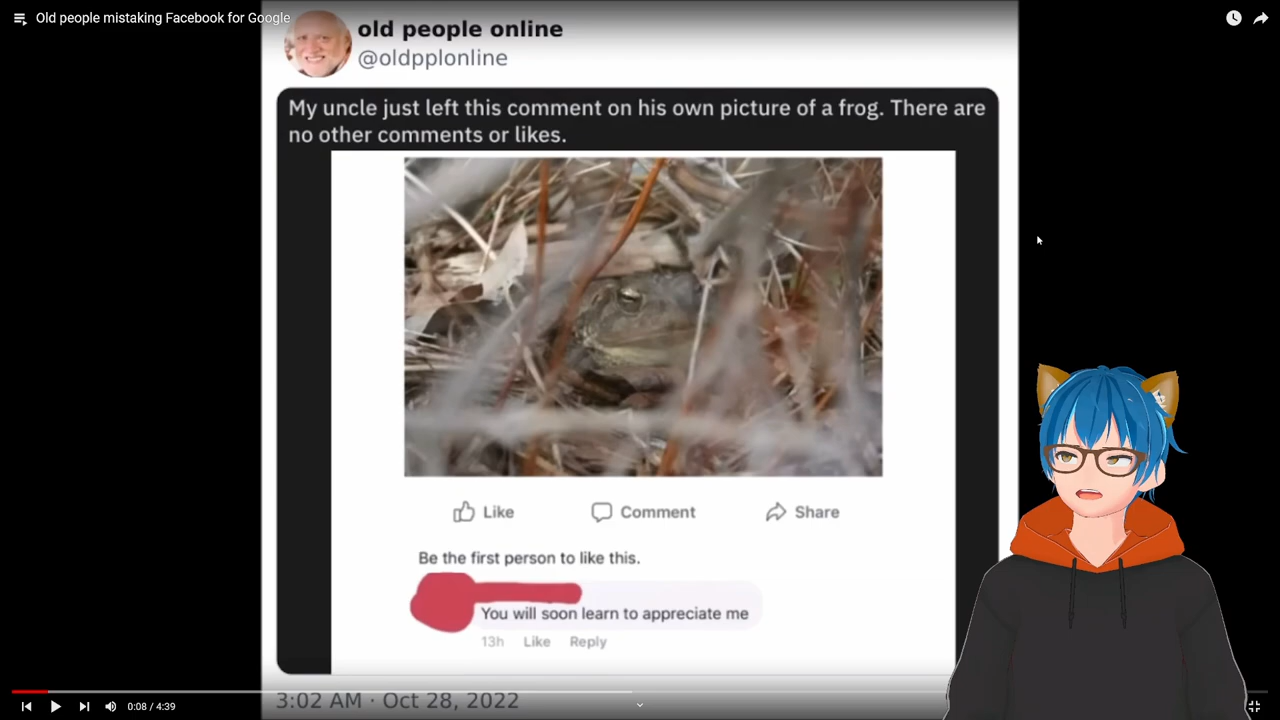 Old people mistaking Facebook for Google
old people online
@oldpplonline
My uncle just left this comment on his own picture of a frog. There are
no other comments or likes.
Like
Comment
Share
Be the first person to like this.
You will soon learn to appreciate me
13h
Like
Reply
3:02 AM · Oct 28, 2022
0:08 / 4:39